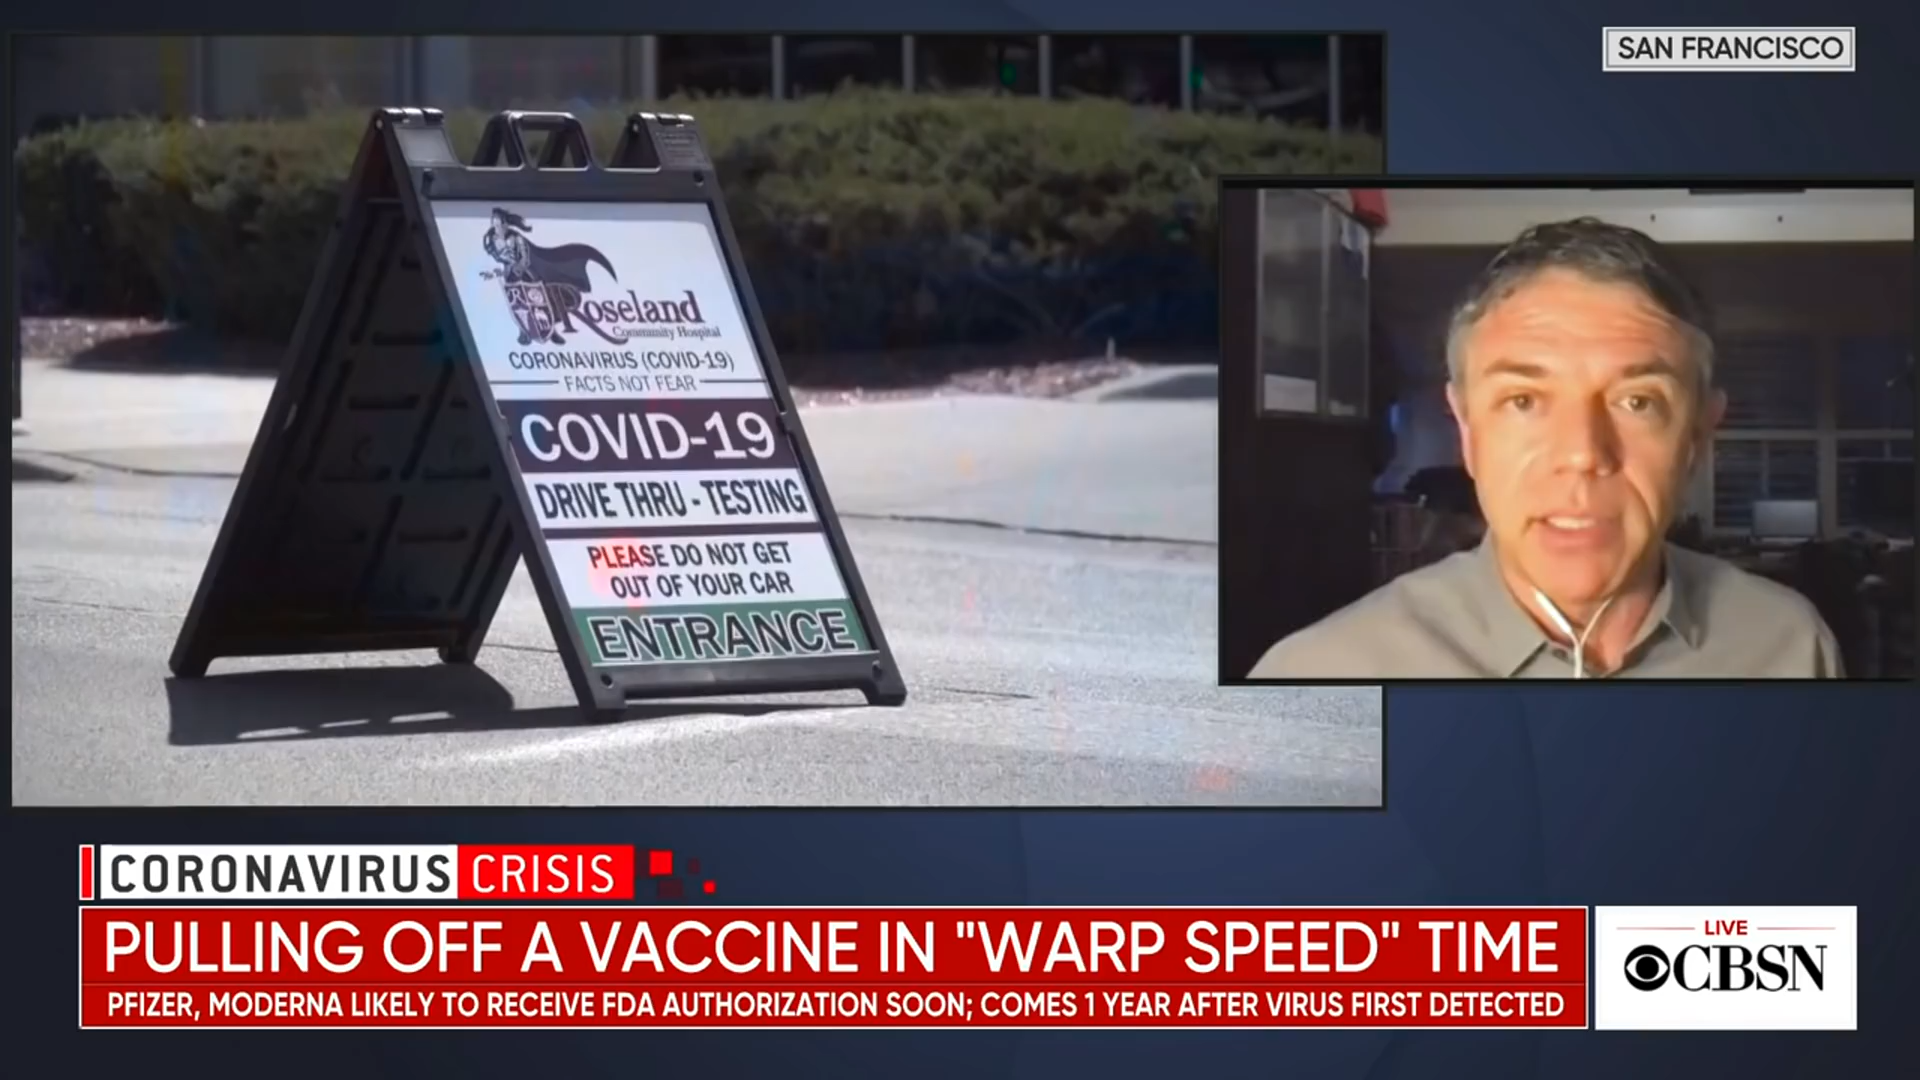 SAN FRANCISCO
Roseland
Community Hospital
CORONAVIRUS (COVID-19)
FACTS NOT FEAR
COVID-19
DRIVE THRU - TESTING
PLEASE DO NOT GET
OUT OF YOUR CAR
ENTRANCE
CORONAVIRUS CRISIS
PULLING OFF A VACCINE IN "WARP SPEED" TIME
PFIZER, MODERNA LIKELY TO RECEIVE FDA AUTHORIZATION SOON; COMES 1 YEAR AFTER VIRUS FIRST DETECTED
LIVE
CBSN